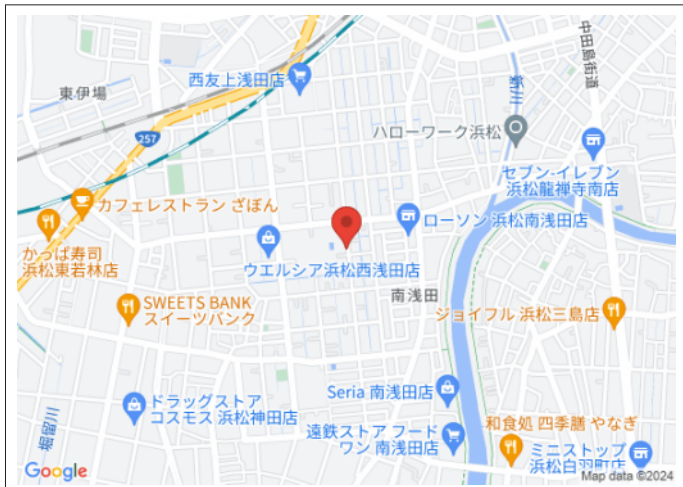 西友上浅田店
東伊場
257
新川
中田島街道
ハローワーク浜松
セブン-イレブン
浜松龍禅寺南店
カフェレストラン ざぼん
ローソン 浜松南浅田店
かっぱ寿司
浜松東若林店
ウエルシア浜松西浅田店
SWEETS BANK
スイーツバンク
南浅田
ジョイフル 浜松三島店
Seria 南浅田店
ドラッグストア
コスモス 浜松神田店
堀留川
遠鉄ストア フード
ワン 南浅田店
和食処 四季膳 やなぎ
ミニストップ
浜松白羽町店
Google
Map data ©2024